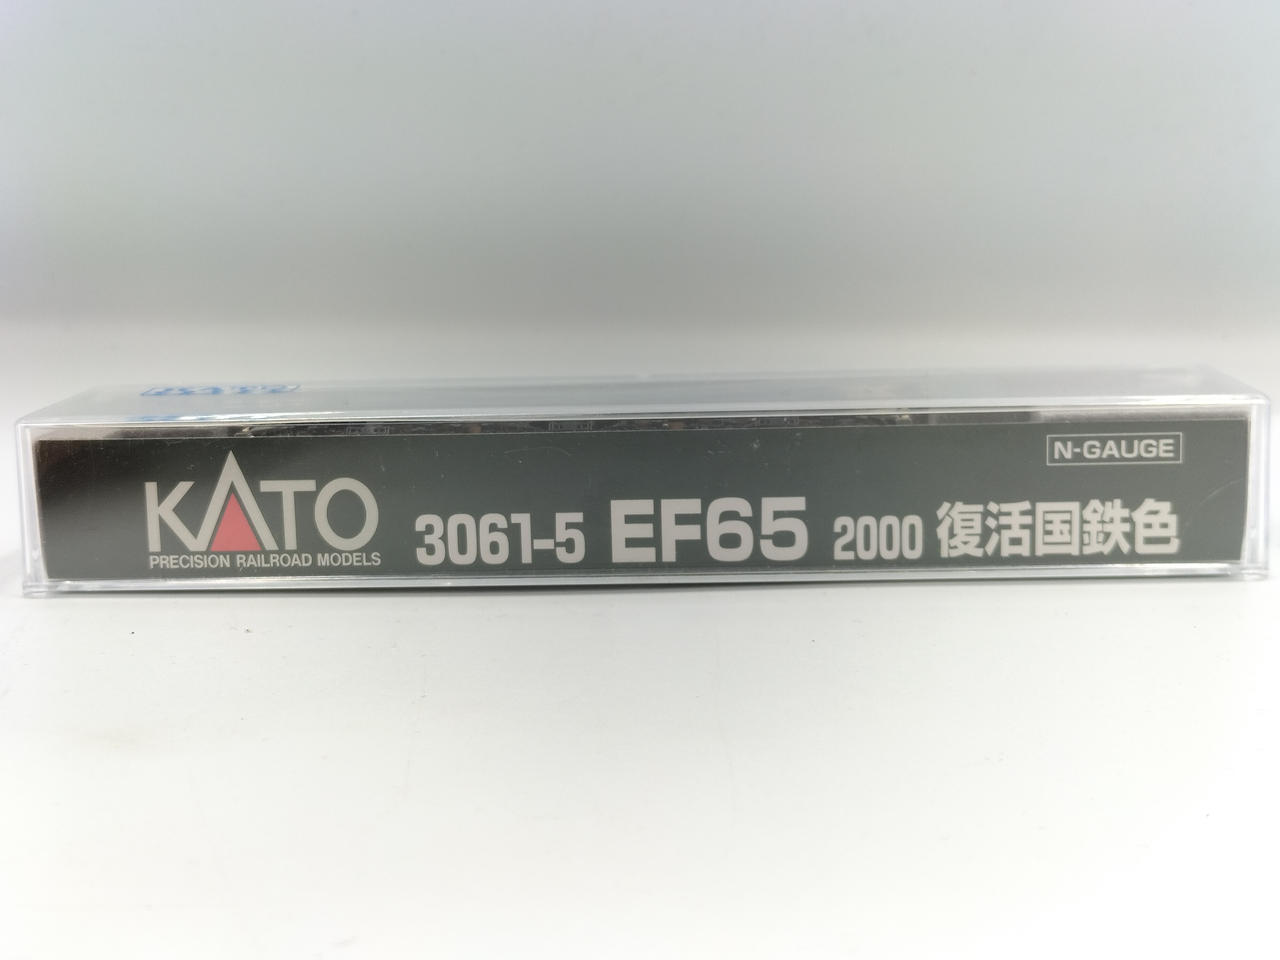 N-GAUGE
KATO 3061-5 EF65 2000 復活国鉄色
PRECISION RAILROAD MODELS